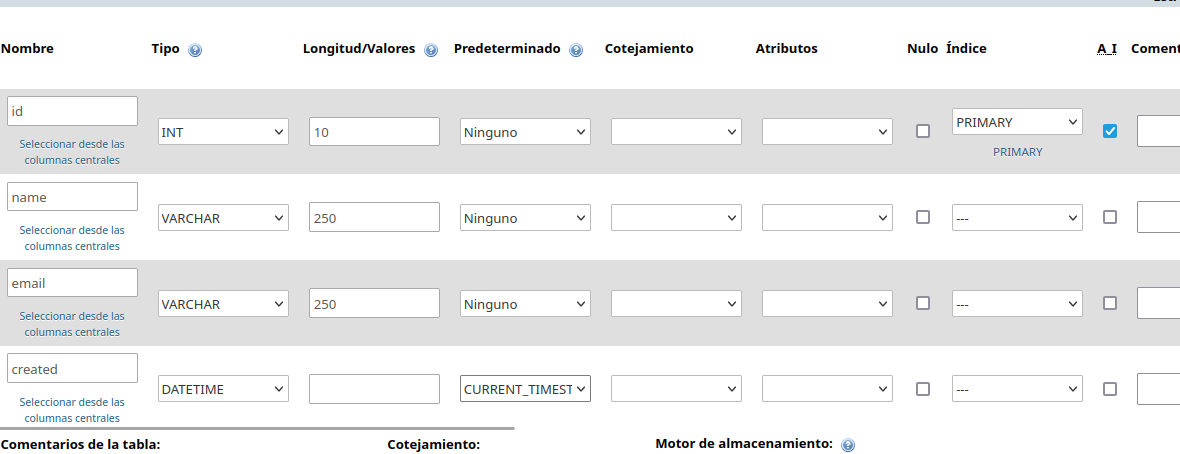 Nombre Tipo Longitud/Valores Predeterminado Cotejamiento Atributos Nulo Índice A_I Coment
id INT 10 Ninguno PRIMARY
Seleccionar desde las
columnas centrales PRIMARY
name VARCHAR 250 Ninguno ---
Seleccionar desde las
columnas centrales
email VARCHAR 250 Ninguno ---
Seleccionar desde las
columnas centrales
created DATETIME CURRENT_TIMEST ---
Seleccionar desde las
columnas centrales
Comentarios de la tabla: Cotejamiento: Motor de almacenamiento: